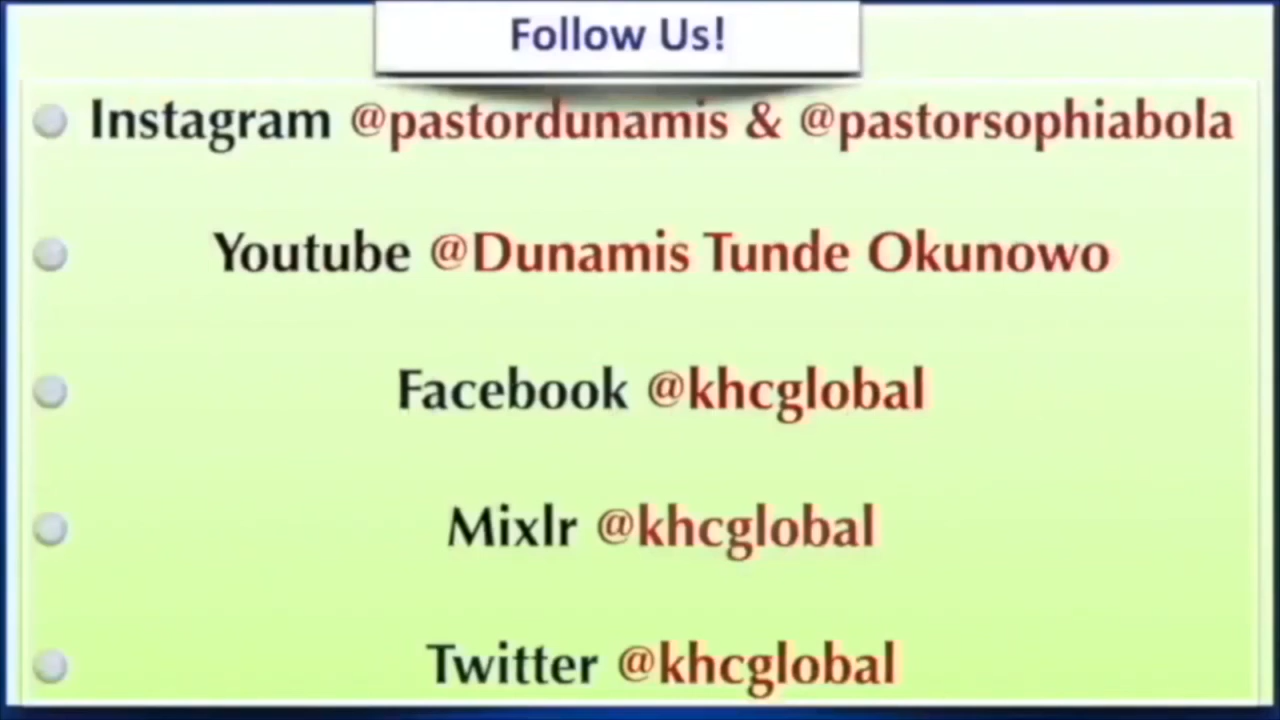 Follow Us!
Instagram @pastordunamis & @pastorsophiabola
Youtube @Dunamis Tunde Okunowo
Facebook @khcglobal
Mixlr @khcglobal
Twitter @khcglobal